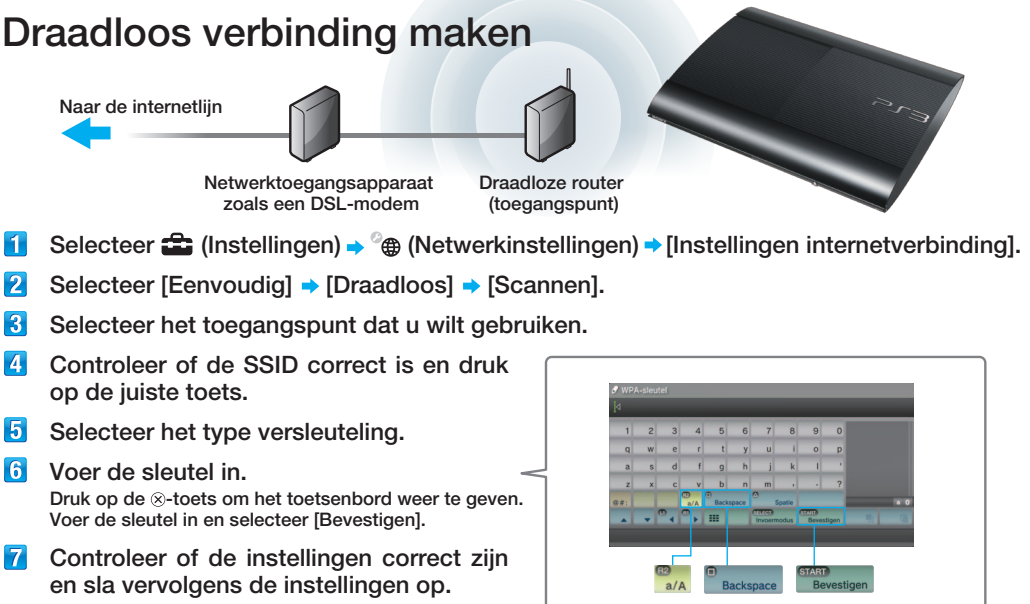 Draadloos verbinding maken
Naar de internetlijn
PS3
Netwerktoegangsapparaat
zoals een DSL-modem
Draadloze router
(toegangspunt)
1 Selecteer (Instellingen) (Netwerkinstellingen) [Instellingen internetverbinding].
2 Selecteer [Eenvoudig] [Draadloos] [Scannen].
3 Selecteer het toegangspunt dat u wilt gebruiken.
4 Controleer of de SSID correct is en druk
op de juiste toets.
5 Selecteer het type versleuteling.
6 Voer de sleutel in.
Druk op de ⊗-toets om het toetsenbord weer te geven.
Voer de sleutel in en selecteer [Bevestigen].
7 Controleer of de instellingen correct zijn
en sla vervolgens de instellingen op.
WPA-sleutel
1 2 3 4 5 6 7 8 9 0
q w e r t y u i o p
a s d f g h j k l '
z x c v b n m , . ?
@#: R2 a/A Backspace Spatie
L1 R1 SELECT Invoermodus START Bevestigen
R2 a/A Backspace START Bevestigen